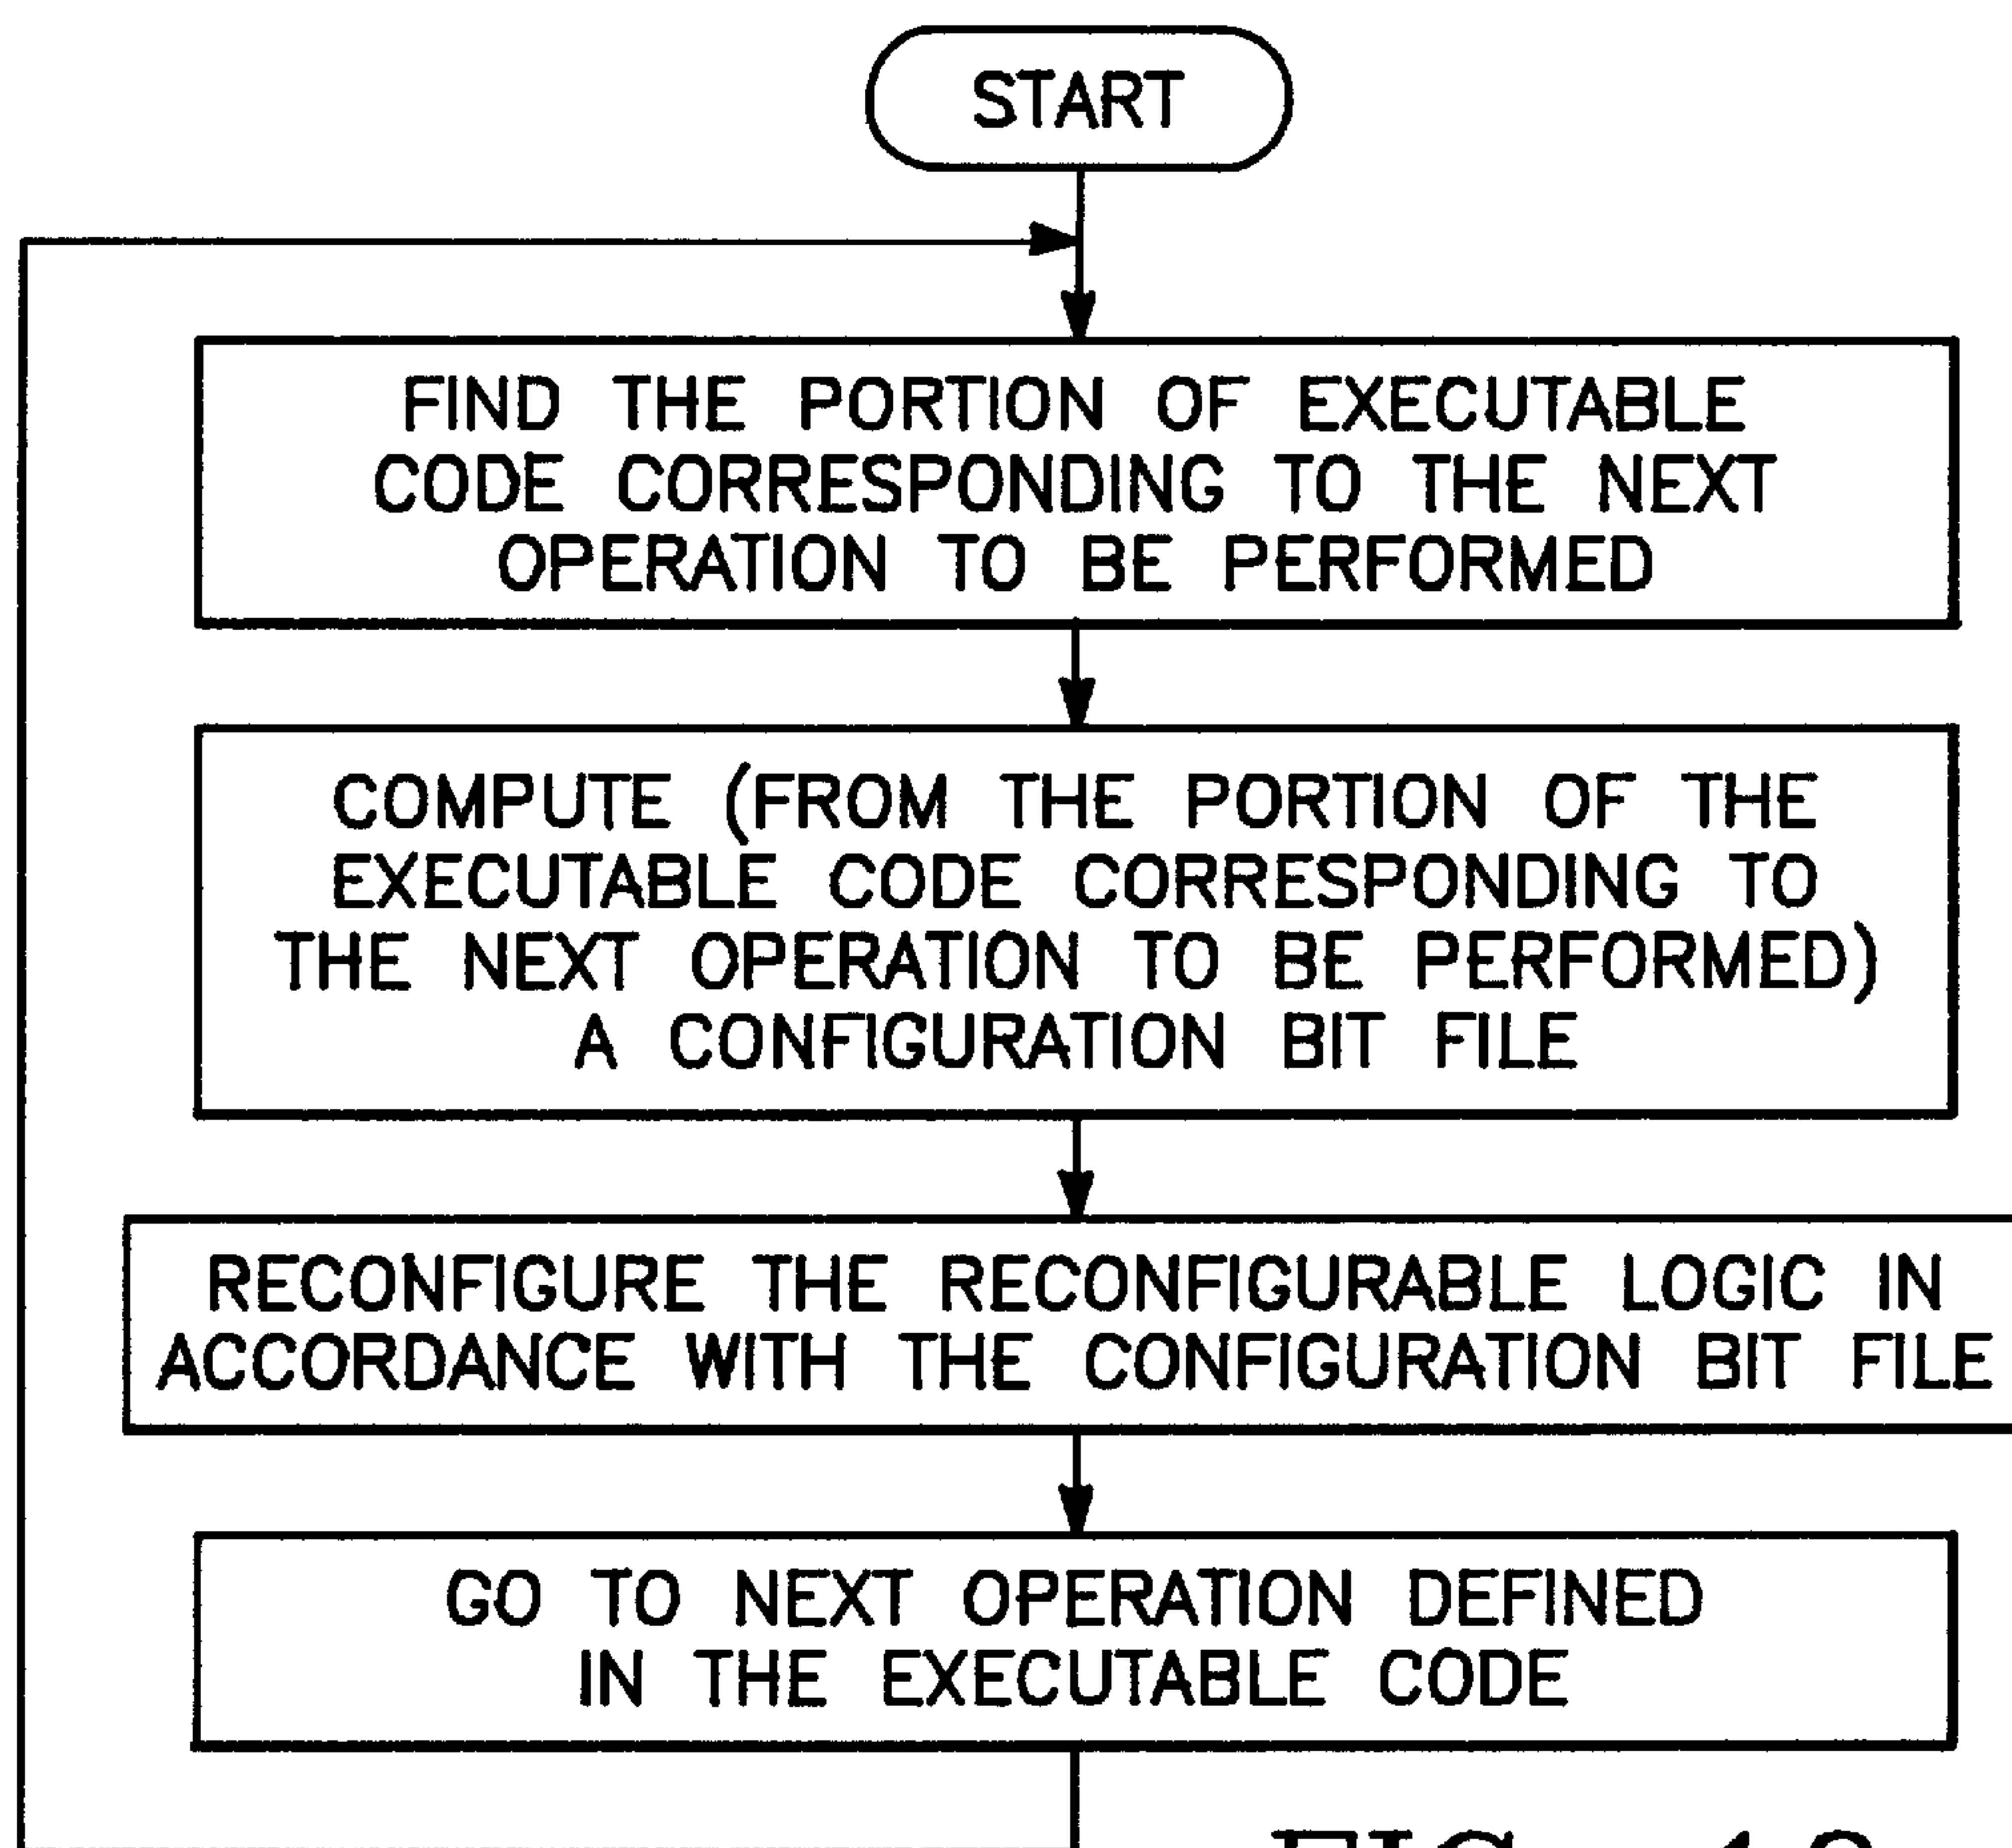 START
FIND THE PORTION OF EXECUTABLE
CODE CORRESPONDING TO THE NEXT
OPERATION TO BE PERFORMED
COMPUTE (FROM THE PORTION OF THE
EXECUTABLE CODE CORRESPONDING TO
THE NEXT OPERATION TO BE PERFORMED)
A CONFIGURATION BIT FILE
RECONFIGURE THE RECONFIGURABLE LOGIC IN
ACCORDANCE WITH THE CONFIGURATION BIT FILE
GO TO NEXT OPERATION DEFINED
IN THE EXECUTABLE CODE